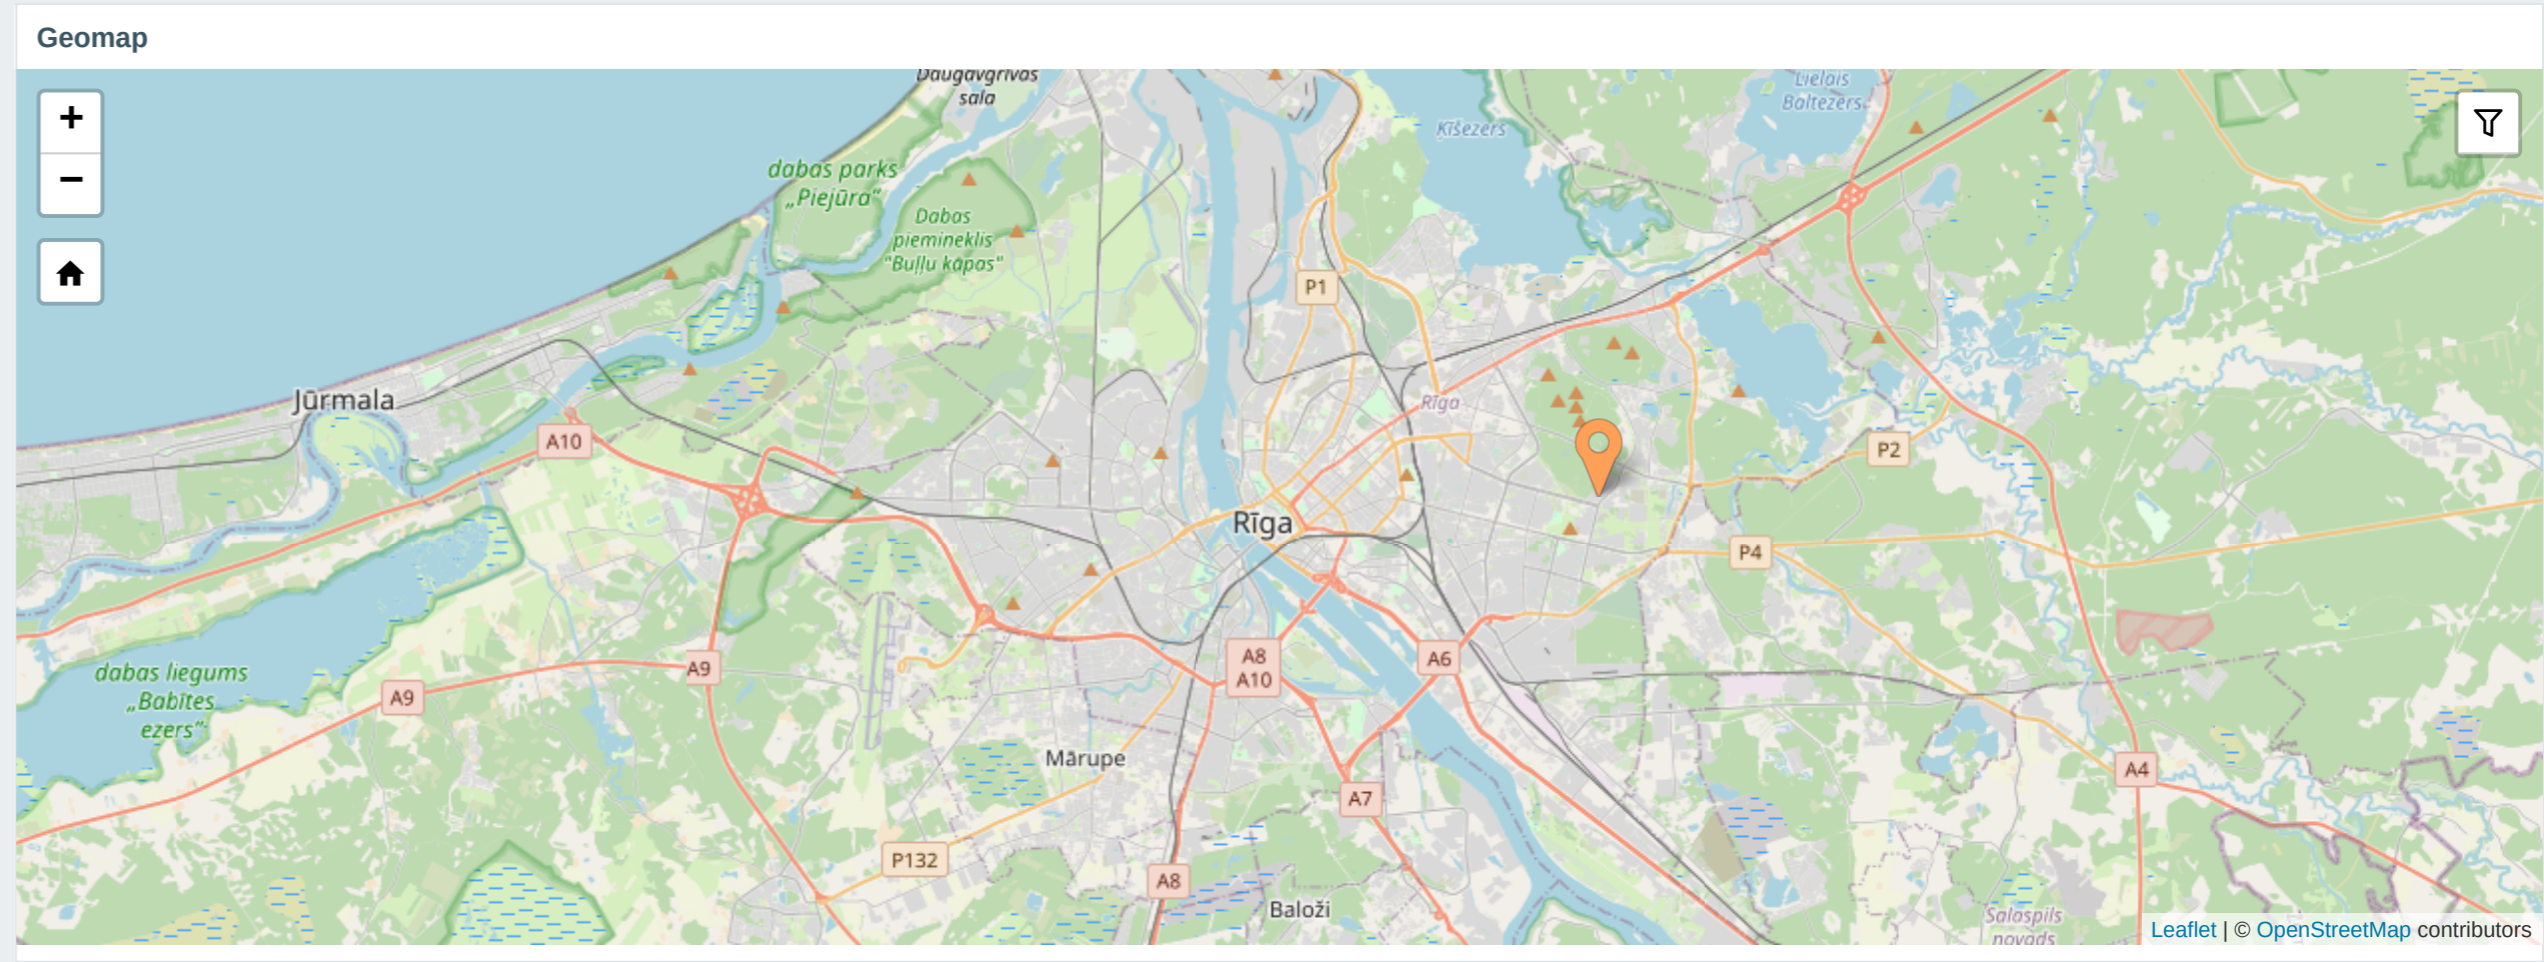 Geomap
Daugavgrīvas
sala
Lielais
Baltezers
+
−
Ķīšezers
dabas parks
„Piejūra“
Dabas
piemineklis
"Buļļu kāpas"
P1
Jūrmala
Rīga
A10
P2
Rīga
P4
A8
A10
A6
A9
A9
dabas liegums
„Babītes
ezers“
Mārupe
A4
A7
P132
A8
Baloži
Salaspils
novads
Leaflet | © OpenStreetMap contributors